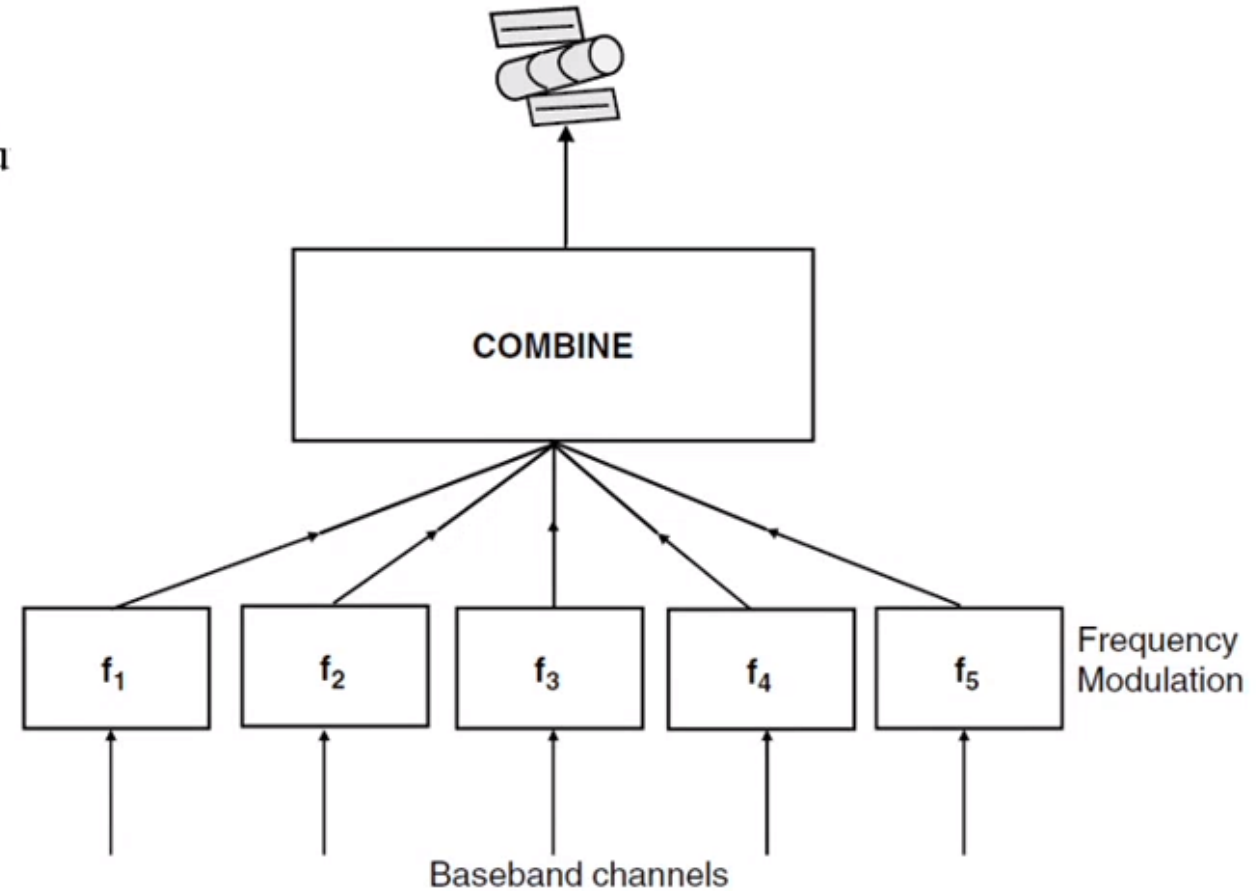 COMBINE
f₁ f₂ f₃ f₄ f₅
Frequency
Modulation
Baseband channels